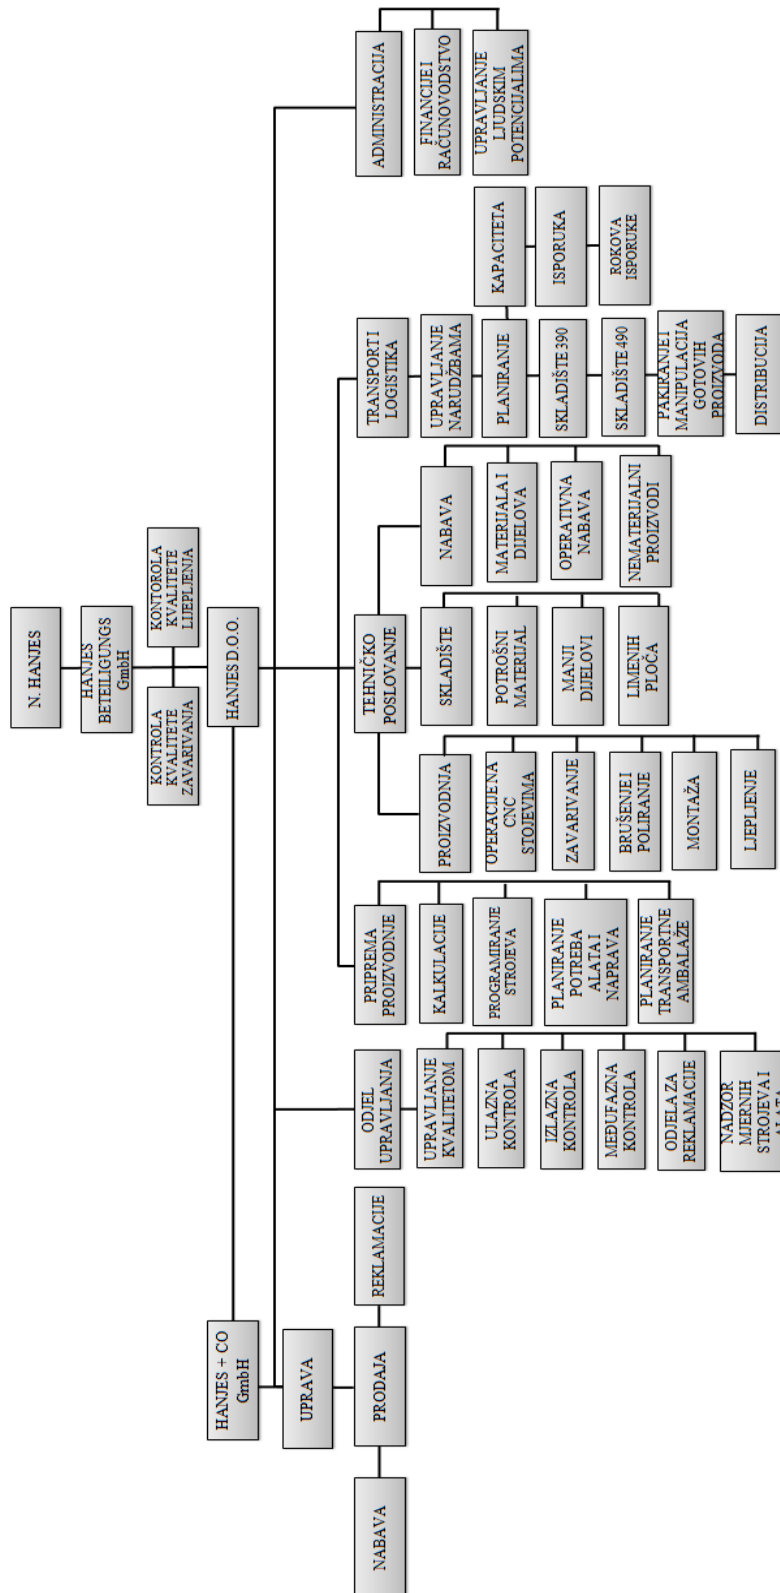 N. HANJES
HANJES
BETEILIGUNGS
GmbH
KONTROLA
KVALITETE
ZAVARIVANJA
KONTOROLA
KVALITETE
LIJEPLJENJA
HANJES + CO
GmbH
HANJES D.O.O.
UPRAVA
NABAVA
PRODAJA
REKLAMACIJE
ODJEL
UPRAVLJANJA
UPRAVLJANJE
KVALITETOM
ULAZNA
KONTROLA
IZLAZNA
KONTROLA
MEĐUFAZNA
KONTROLA
ODJELA ZA
REKLAMACIJE
NADZOR
MJERNIH
STROJEVA I
ALATA
PRIPREMA
PROIZVODNJE
KALKULACIJE
PROGRAMIRANJE
STROJEVA
PLANIRANJE
POTREBA
ALATA I
NAPRAVA
PLANIRANJE
TRANSPORTNE
AMBALAŽE
TEHNIČKO
POSLOVANJE
PROIZVODNJA
OPERACIJE NA
CNC
STOJEVIMA
ZAVARIVANJE
BRUŠENJE I
POLIRANJE
MONTAŽA
LJEPLJENJE
SKLADIŠTE
POTROŠNI
MATERIJAL
MANJI
DIJELOVI
LIMENIH
PLOČA
NABAVA
MATERIJALA I
DIJELOVA
OPERATIVNA
NABAVA
NEMATERIJALNI
PROIZVODI
TRANSPORT I
LOGISTIKA
UPRAVLJANJE
NARUDŽBAMA
PLANIRANJE
SKLADIŠTE 390
SKLADIŠTE 490
PAKIRANJE I
MANIPULACIJA
GOTOVIH
PROIZVODA
DISTRIBUCIJA
KAPACITETA
ISPORUKA
ROKOVA
ISPORUKE
ADMINISTRACIJA
FINANCIJE I
RAČUNOVODSTVO
UPRAVLJANJE
LJUDSKIM
POTENCIJALIMA